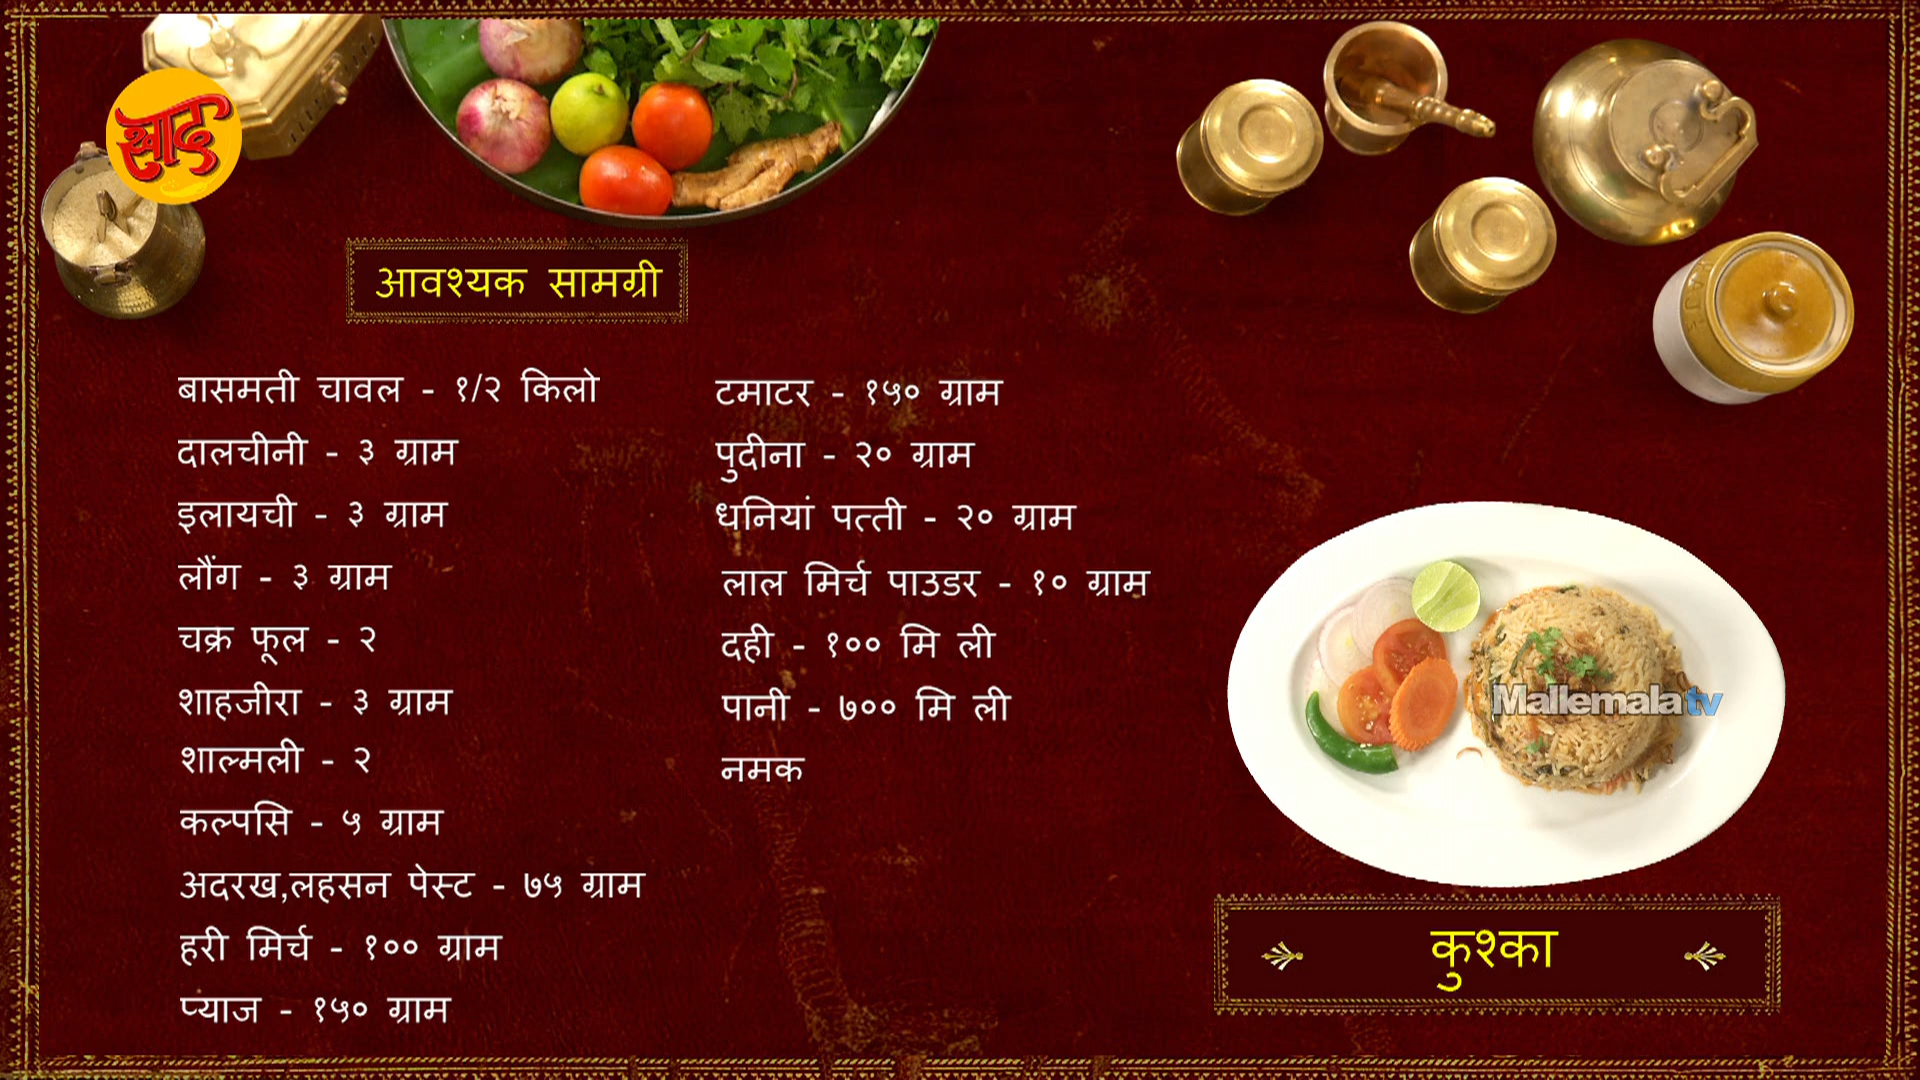 स्वाद
आवश्यक सामग्री
बासमती चावल - १/२ किलो
दालचीनी - ३ ग्राम
इलायची - ३ ग्राम
लौंग - ३ ग्राम
चक्र फूल - २
शाहजीरा - ३ ग्राम
शाल्मली - २
कल्पसि - ५ ग्राम
अदरख,लहसन पेस्ट - ७५ ग्राम
हरी मिर्च - १०० ग्राम
प्याज - १५० ग्राम
टमाटर - १५० ग्राम
पुदीना - २० ग्राम
धनियां पत्ती - २० ग्राम
लाल मिर्च पाउडर - १० ग्राम
दही - १०० मि ली
पानी - ७०० मि ली
नमक
Mallemalatv
कुश्का